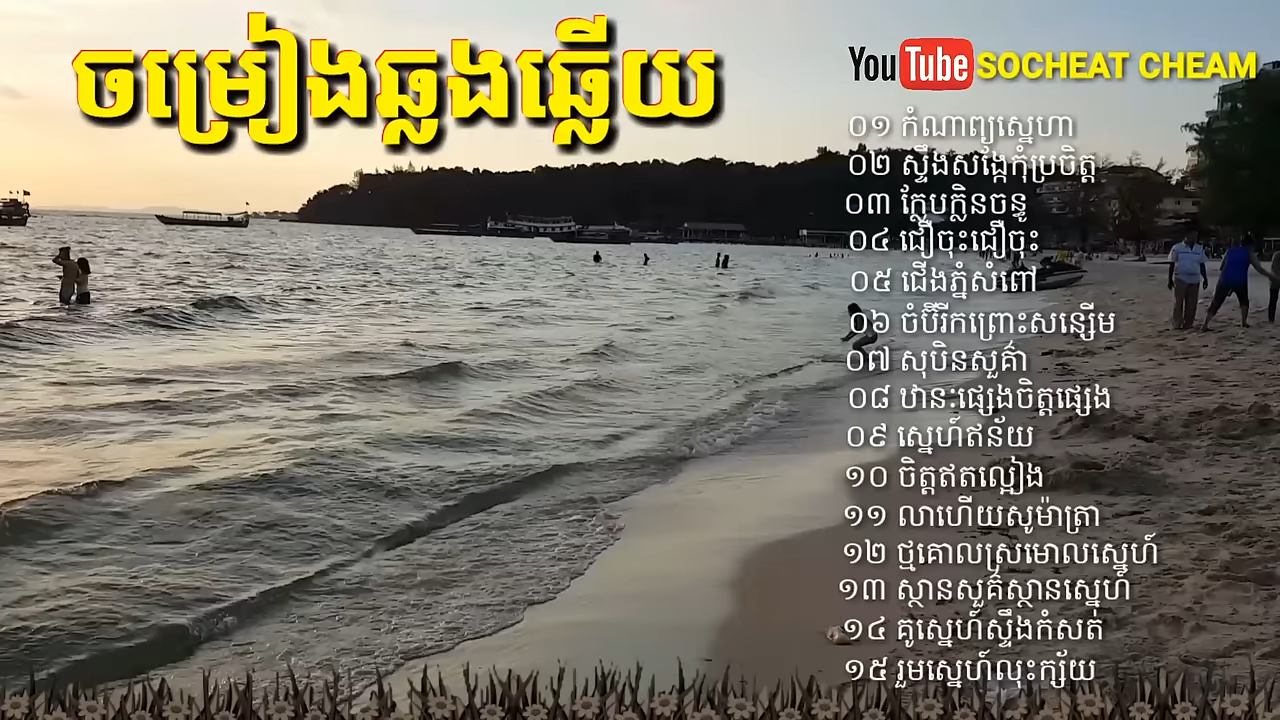 ចម្រៀងឆ្លងឆ្លើយ
YouTube SOCHEAT CHEAM
០១ កំណាព្យស្នេហា
០២ ស្ទឹងសង្កែកុំប្រចិត្ត
០៣ ក្លែបក្លិនចន្ធូ
០៤ ជឿចុះជឿចុះ
០៥ ជើងភ្នំសំពៅ
០៦ ចំប៊ីរីកព្រោះសន្សើម
០៧ សុបិនសួគ៌ា
០៨ ឋានៈផ្សេងចិត្តផ្សេង
០៩ ស្នេហ៍ឥន័យ
១០ ចិត្តឥតល្អៀង
១១ លាហើយសូម៉ាត្រា
១២ ថ្មគោលស្រមោលស្នេហ៍
១៣ ស្ថានសួគ៌ស្ថានស្នេហ៍
១៤ គូស្នេហ៍ស្ទឹងកំសត់
១៥ រួមស្នេហ៍លុះក្ស័យ